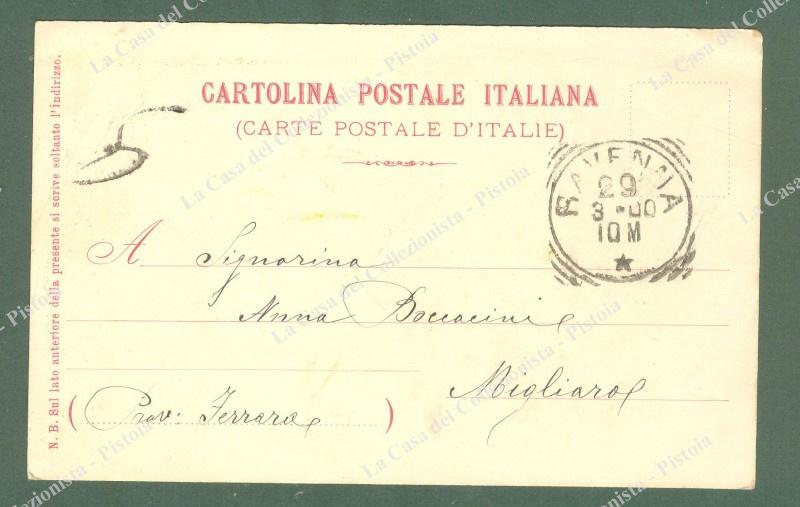 CARTOLINA POSTALE ITALIANA
(CARTE POSTALE D'ITALIE)
N. B. Sul lato anteriore della presente si scrive soltanto l'indirizzo.
5
RAVENNA
29
3-00
10 M
A Signorina
Anna Boccacini
Migliaro
(Prov. Ferrara)
La Casa del Collezionista - Pistoia